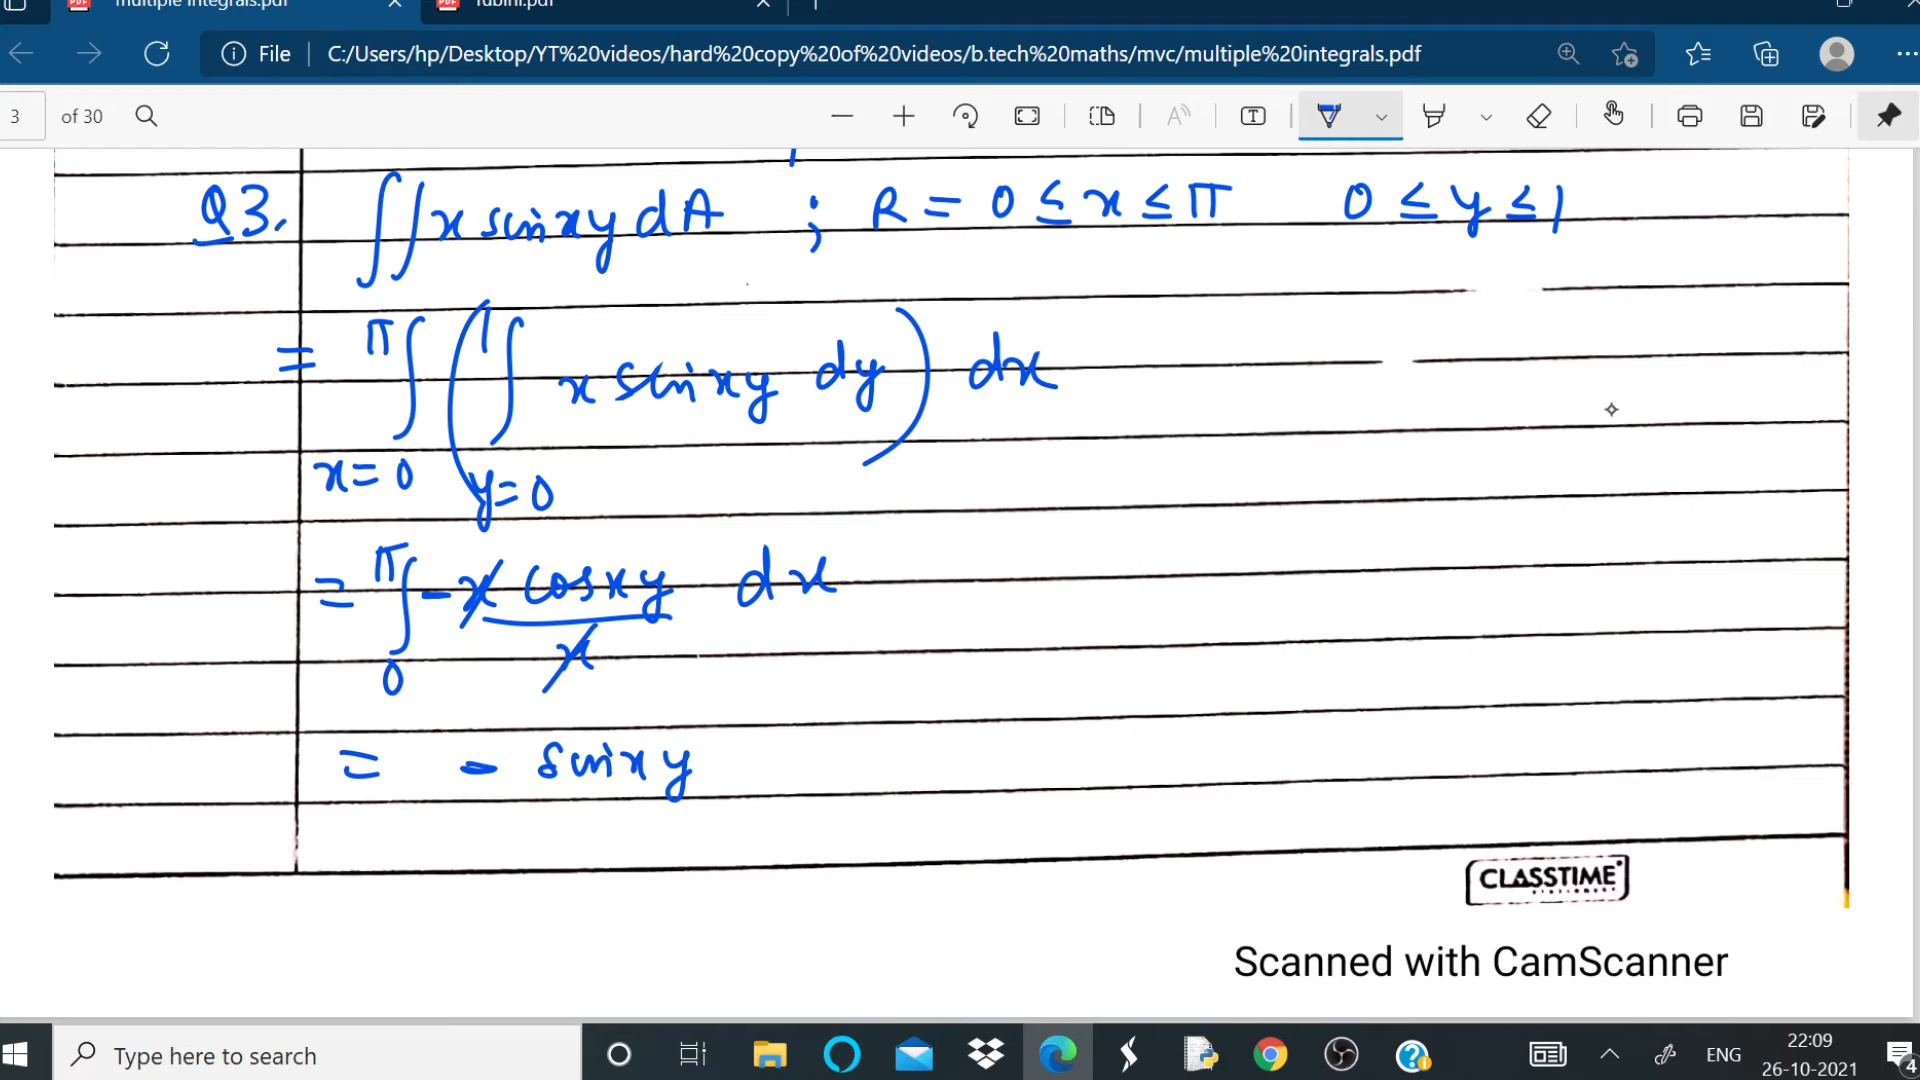 multiple integrals.pdf
fubini.pdf
File C:/Users/hp/Desktop/YT%20videos/hard%20copy%20of%20videos/b.tech%20maths/mvc/multiple%20integrals.pdf
3 of 30
Q3. ∬ x sin xy dA ; R = 0 ≤ x ≤ π 0 ≤ y ≤ 1
= π ∫ x=0 ( 1 ∫ y=0 x sin xy dy ) dx
= π ∫ 0 - x cos xy / x dx
= - sin xy
CLASSTIME
Scanned with CamScanner
Type here to search
ENG
22:09
26-10-2021
4